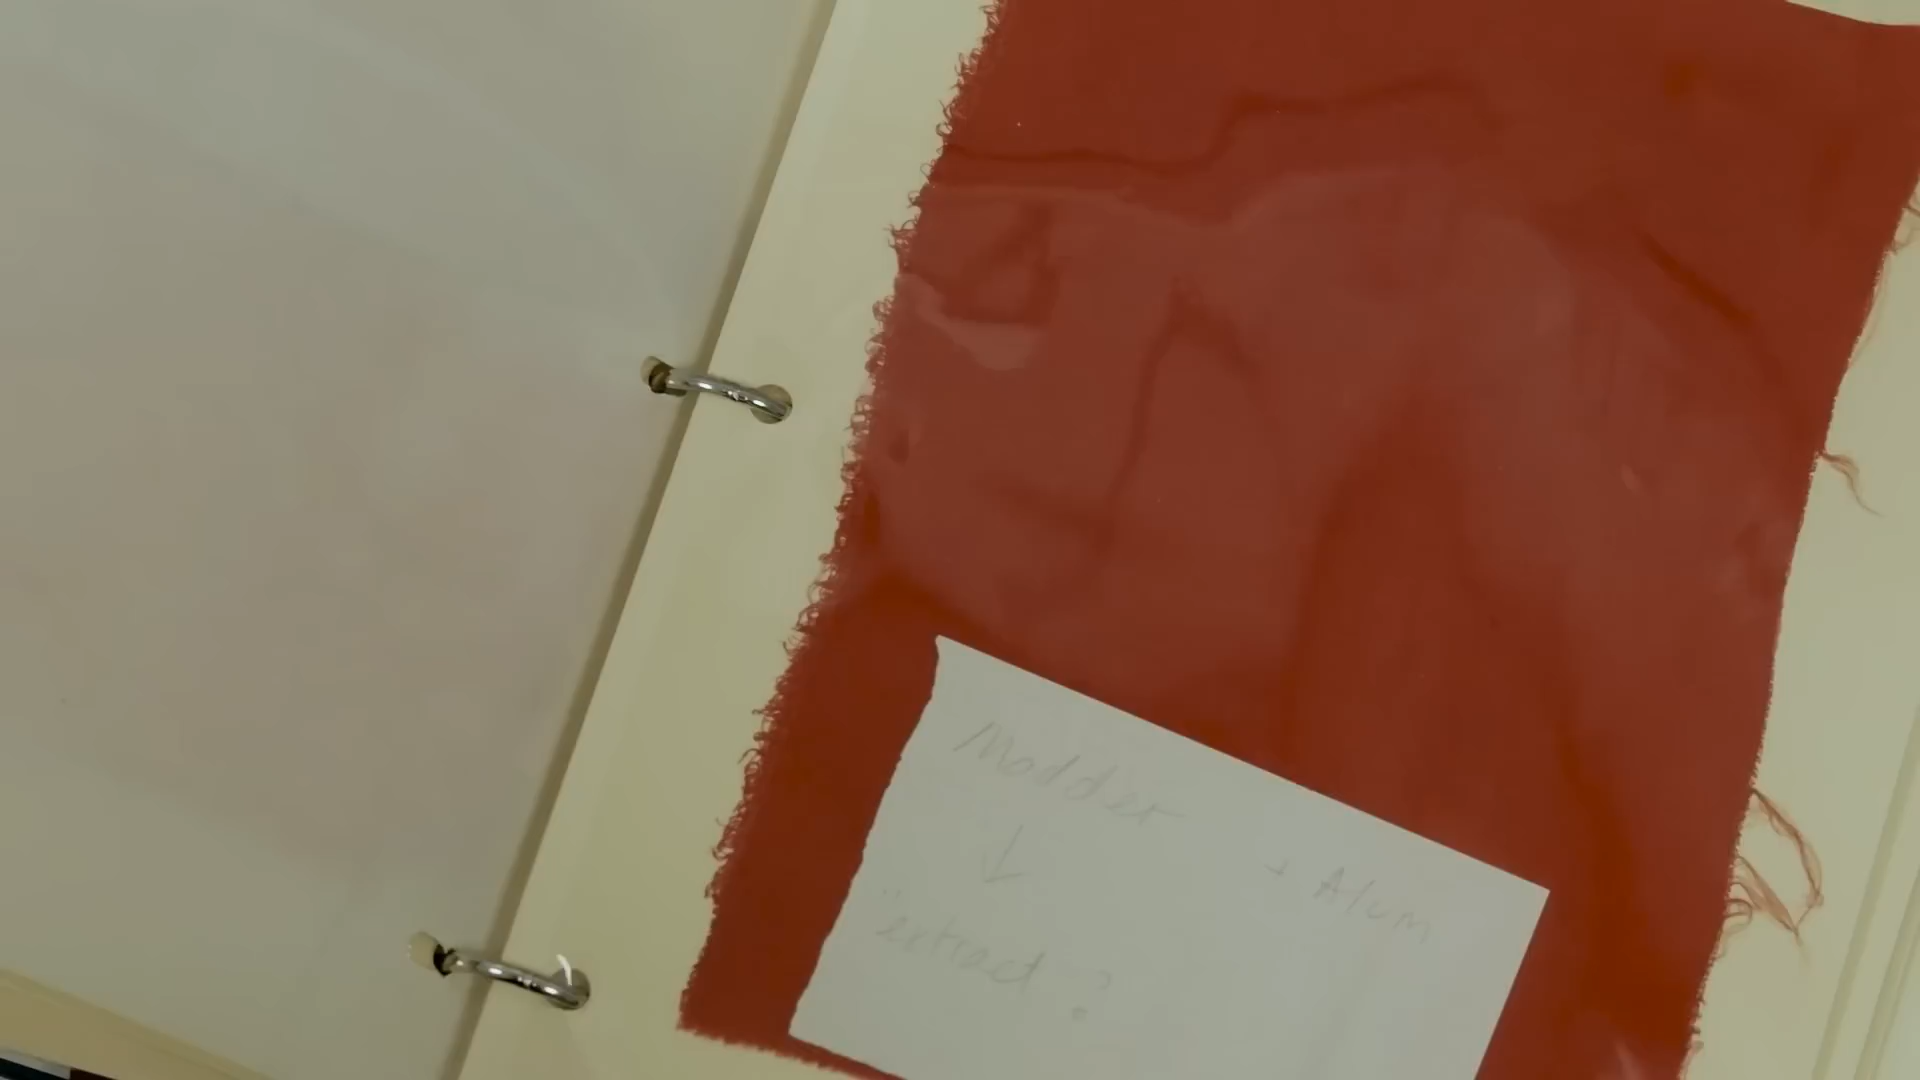 Madder
↓
+ Alum
"extract ?